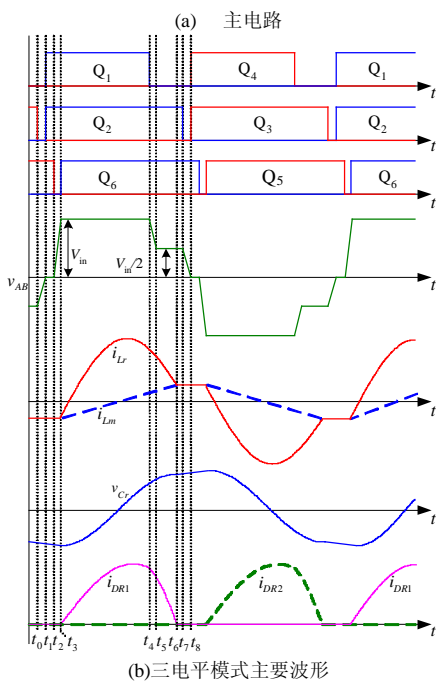 (a) 主电路
Q1 Q4 Q1
t
Q2 Q3 Q2
t
Q6 Q5 Q6
t
Vin Vin/2
vAB
t
iLr
iLm
t
vCr
t
iDR1 iDR2 iDR1
t
t0 t1 t2 t3 t4 t5 t6 t7 t8
(b)三电平模式主要波形